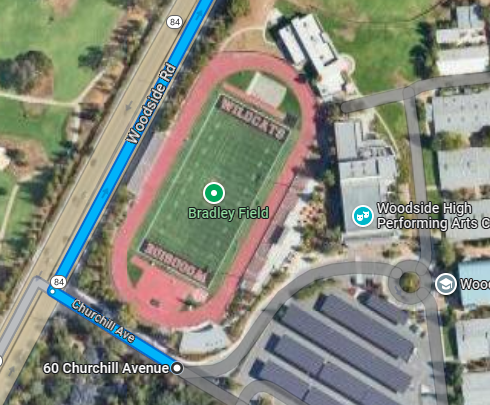 84
Woodside Rd
WILDCATS
Bradley Field
Woodside High
Performing Arts C
WOODSIDE
84
Woo
Churchill Ave
60 Churchill Avenue